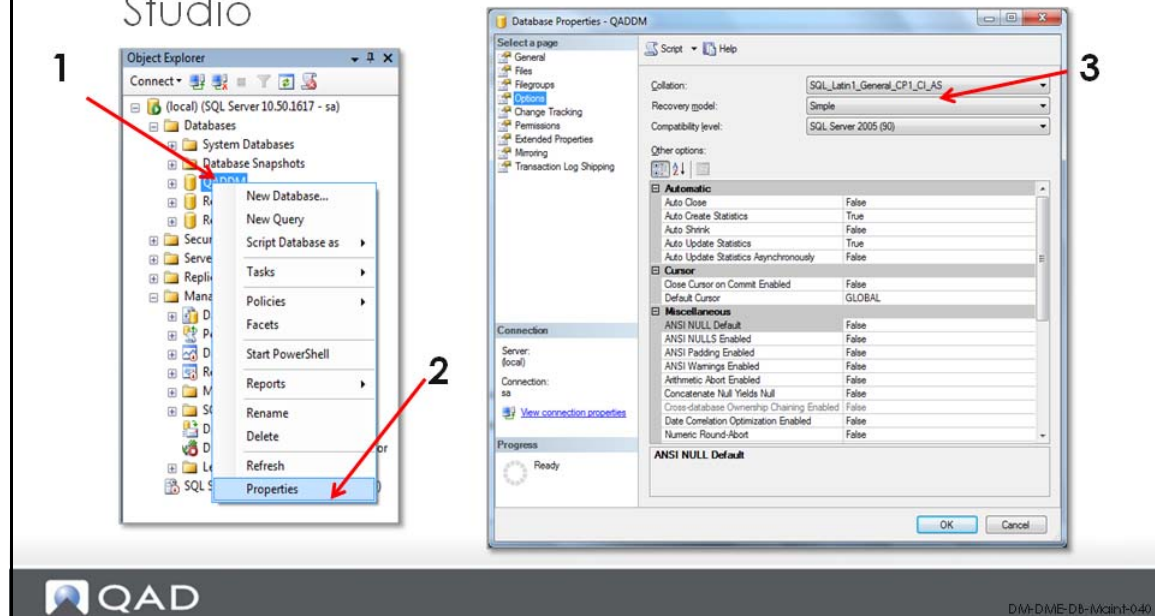 Studio
1
Object Explorer
Connect
(local) (SQL Server 10.50.1617 - sa)
Databases
System Databases
Database Snapshots
QADDM
Secur
Serve
Repli
Mana
SQL S
New Database...
New Query
Script Database as
Tasks
Policies
Facets
Start PowerShell
Reports
Rename
Delete
Refresh
Properties
2
Database Properties - QADDM
Select a page
General
Files
Filegroups
Options
Change Tracking
Permissions
Extended Properties
Mirroring
Transaction Log Shipping
Connection
Server:
(local)
Connection:
sa
View connection properties
Progress
Ready
Script Help
3
Collation: SQL_Latin1_General_CP1_CI_AS
Recovery model: Simple
Compatibility level: SQL Server 2005 (90)
Other options:
Automatic
Auto Close False
Auto Create Statistics True
Auto Shrink False
Auto Update Statistics True
Auto Update Statistics Asynchronously False
Cursor
Close Cursor on Commit Enabled False
Default Cursor GLOBAL
Miscellaneous
ANSI NULL Default False
ANSI NULLS Enabled False
ANSI Padding Enabled False
ANSI Warnings Enabled False
Arithmetic Abort Enabled False
Concatenate Null Yields Null False
Cross-database Ownership Chaining Enabled False
Date Correlation Optimization Enabled False
Numeric Round-Abort False
ANSI NULL Default
OK Cancel
QAD
DM-DME-DB-Maint-040